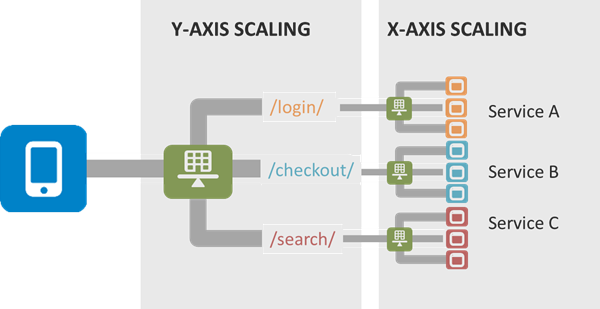 Y-AXIS SCALING
X-AXIS SCALING
/login/
Service A
/checkout/
Service B
/search/
Service C